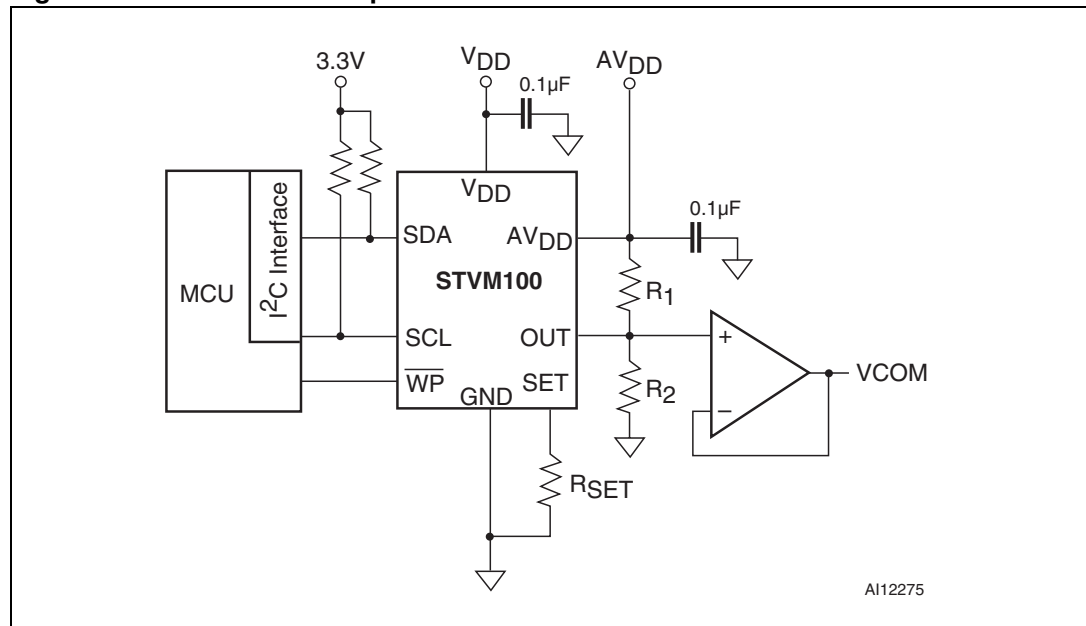 3.3V
VDD
0.1µF
AVDD
VDD
0.1µF
MCU
I2C Interface
SDA
AVDD
STVM100
R1
SCL
OUT
+
WP
SET
R2
−
VCOM
GND
RSET
AI12275